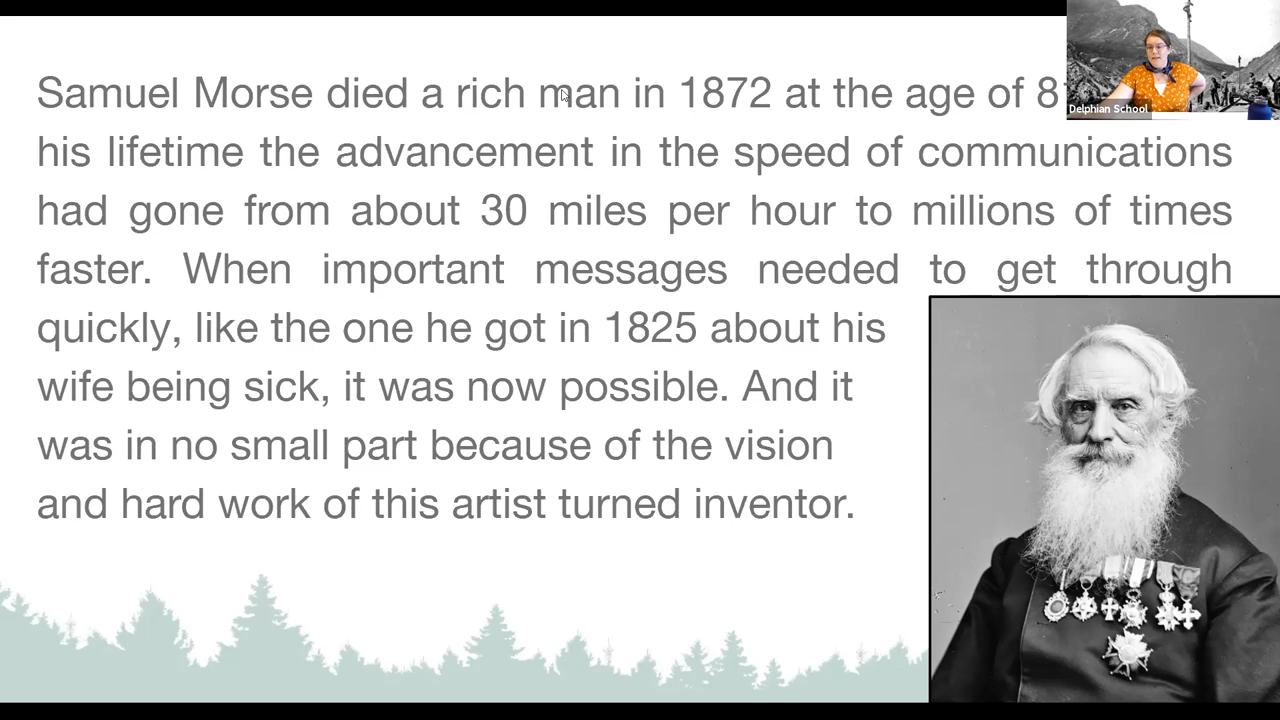 Samuel Morse died a rich man in 1872 at the age of
his lifetime the advancement in the speed of communications
had gone from about 30 miles per hour to millions of times
faster. When important messages needed to get through
quickly, like the one he got in 1825 about his
wife being sick, it was now possible. And it
was in no small part because of the vision
and hard work of this artist turned inventor.
Delphian School